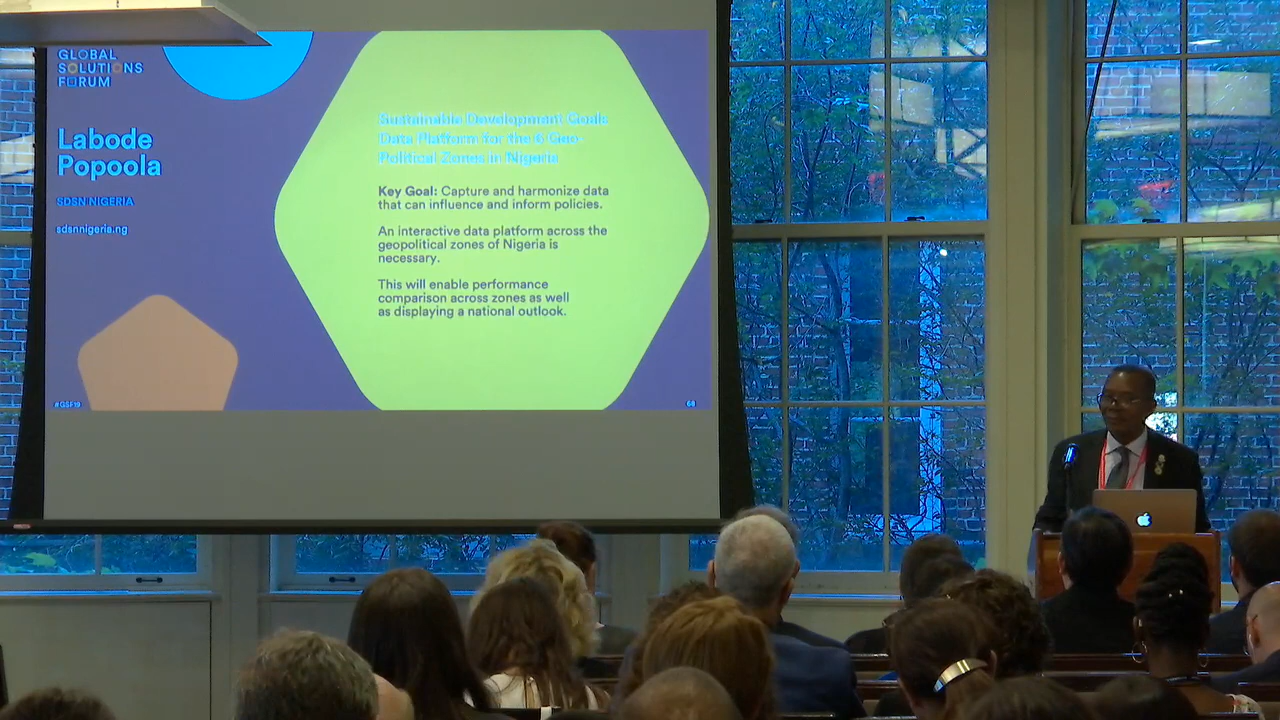 GLOBAL
SOLUTIONS
FORUM
Labode
Popoola
SDSN NIGERIA
sdsnnigeria.ng
#GSF19
Sustainable Development Goals
Data Platform for the 6 Geo-
Political Zones in Nigeria
Key Goal: Capture and harmonize data
that can influence and inform policies.
An interactive data platform across the
geopolitical zones of Nigeria is
necessary.
This will enable performance
comparison across zones as well
as displaying a national outlook.
68